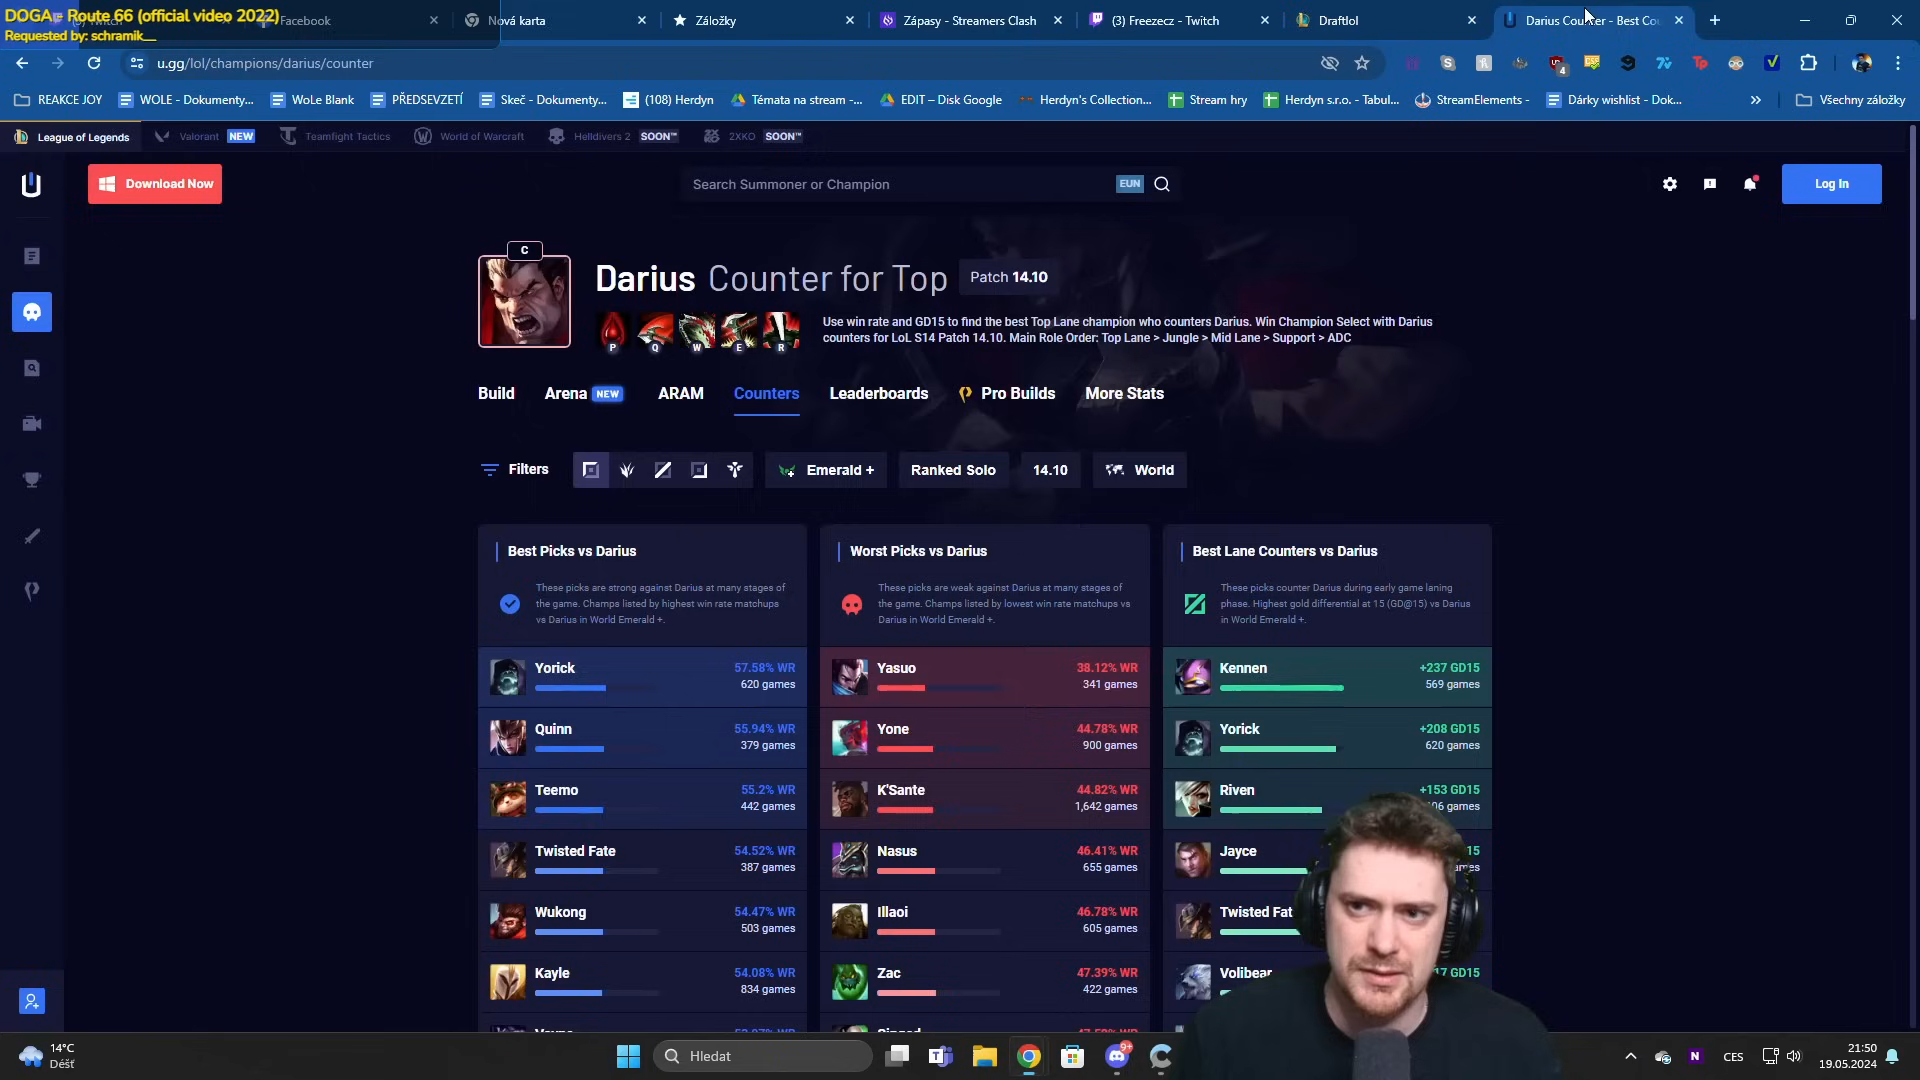 DOGA – Route 66 (official video 2022)
Requested by: schramik__
Facebook
Nová karta
Záložky
Zápasy - Streamers Clash
(3) Freezecz - Twitch
Draftlol
Darius Counter - Best Co
u.gg/lol/champions/darius/counter
4
REAKCE JOY
WOLE - Dokumenty...
WoLe Blank
PŘEDSEVZETÍ
Skeč - Dokumenty...
(108) Herdyn
Témata na stream -...
EDIT – Disk Google
Herdyn's Collection...
Stream hry
Herdyn s.r.o. - Tabul...
StreamElements -
Dárky wishlist - Dok...
Všechny záložky
League of Legends
Valorant NEW
Teamfight Tactics
World of Warcraft
Helldivers 2 SOON™
2XKO SOON™
Download Now
Search Summoner or Champion
EUN
Log In
C
Darius Counter for Top
Patch 14.10
P Q W E R
Use win rate and GD15 to find the best Top Lane champion who counters Darius. Win Champion Select with Darius
counters for LoL S14 Patch 14.10. Main Role Order: Top Lane > Jungle > Mid Lane > Support > ADC
Build
Arena NEW
ARAM
Counters
Leaderboards
Pro Builds
More Stats
Filters
Emerald +
Ranked Solo
14.10
World
Best Picks vs Darius
These picks are strong against Darius at many stages of
the game. Champs listed by highest win rate matchups
vs Darius in World Emerald +.
Yorick 57.58% WR
620 games
Quinn 55.94% WR
379 games
Teemo 55.2% WR
442 games
Twisted Fate 54.52% WR
387 games
Wukong 54.47% WR
503 games
Kayle 54.08% WR
834 games
Worst Picks vs Darius
These picks are weak against Darius at many stages of
the game. Champs listed by lowest win rate matchups vs
Darius in World Emerald +.
Yasuo 38.12% WR
341 games
Yone 44.78% WR
900 games
K'Sante 44.82% WR
1,642 games
Nasus 46.41% WR
655 games
Illaoi 46.78% WR
605 games
Zac 47.39% WR
422 games
Best Lane Counters vs Darius
These picks counter Darius during early game laning
phase. Highest gold differential at 15 (GD@15) vs Darius
in World Emerald +.
Kennen +237 GD15
569 games
Yorick +208 GD15
620 games
Riven +153 GD15
06 games
Jayce 15
Twisted Fat
Volibear 17 GD15
14°C
Déšť
Hledat
9+
CES
21:50
19.05.2024